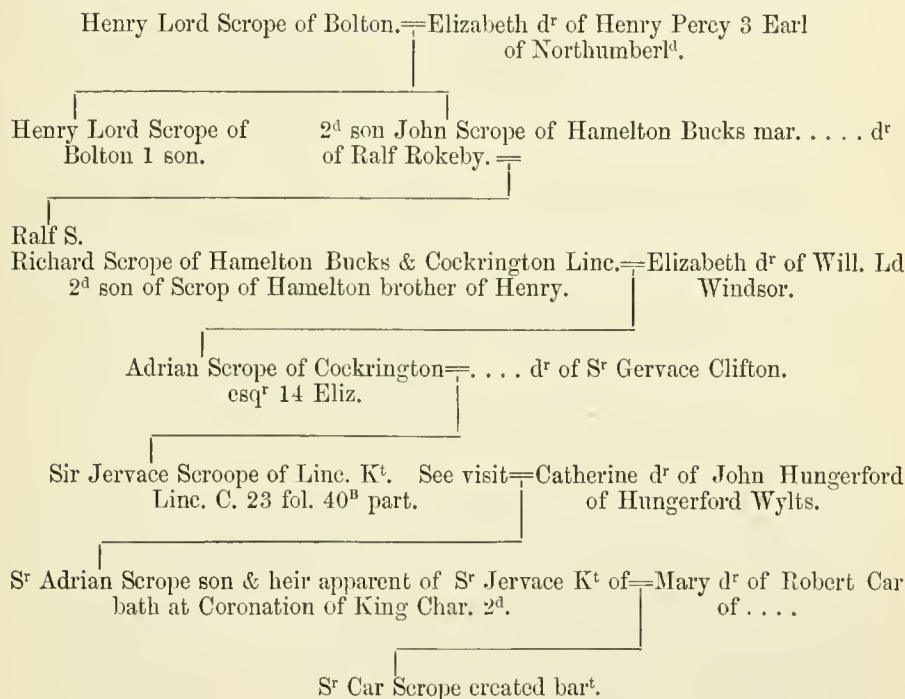 Henry Lord Scrope of Bolton.=Elizabeth dʳ of Henry Percy 3 Earl
of Northumberlᵈ.
Henry Lord Scrope of
Bolton 1 son.
2ᵈ son John Scrope of Hamelton Bucks mar. . . . . . dʳ
of Ralf Rokeby. =
Ralf S.
Richard Scrope of Hamelton Bucks & Cockrington Linc.=Elizabeth dʳ of Will. Ld
2ᵈ son of Scrop of Hamelton brother of Henry.
Windsor.
Adrian Scrope of Cockrington=. . . . dʳ of Sʳ Gervace Clifton.
esqʳ 14 Eliz.
Sir Jervace Scroope of Linc. Kᵗ. See visit=Catherine dʳ of John Hungerford
Linc. C. 23 fol. 40ᴮ part.
of Hungerford Wylts.
Sʳ Adrian Scrope son & heir apparent of Sʳ Jervace Kᵗ of=Mary dʳ of Robert Car
bath at Coronation of King Char. 2ᵈ.
of . . . .
Sʳ Car Scrope created barᵗ.